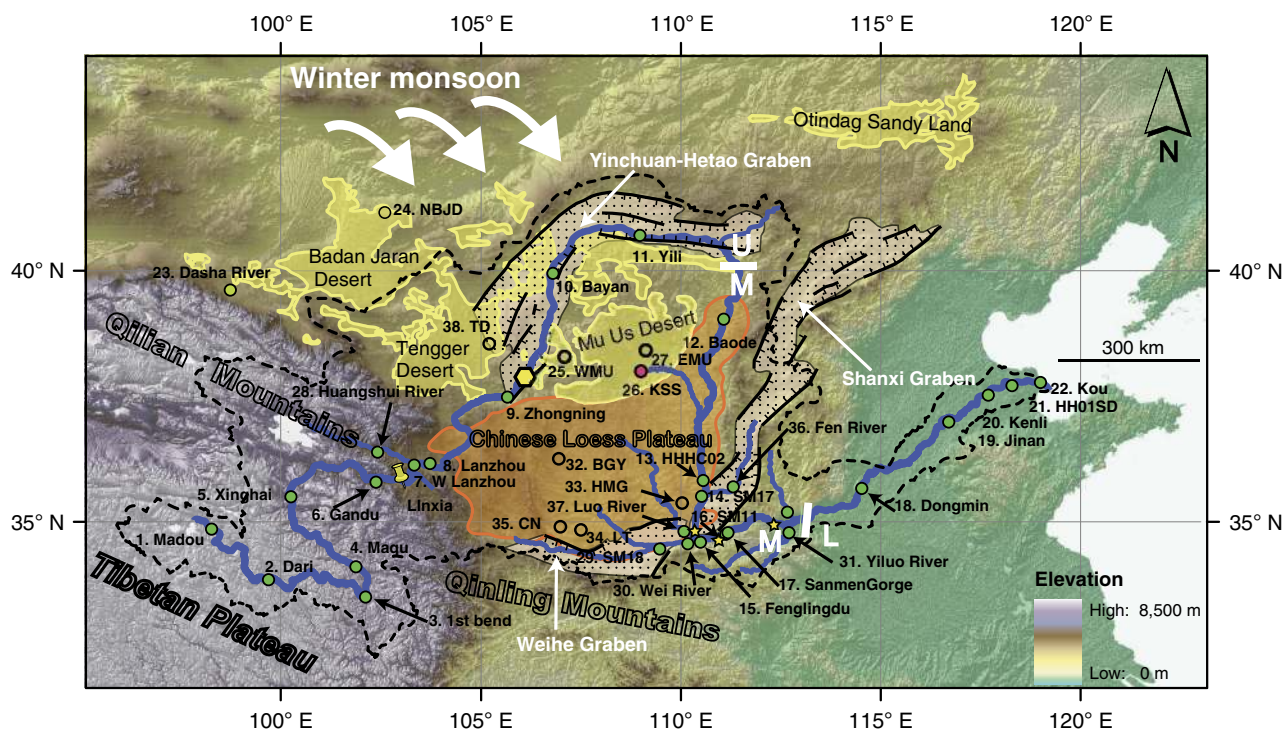 100° E
105° E
110° E
115° E
120° E
Winter monsoon
Otindag Sandy Land
N
Yinchuan-Hetao Graben
24. NBJD
U
M
11. Yili
Badan Jaran
Desert
40° N
40° N
23. Dasha River
10. Bayan
Mu Us Desert
38. TD
12. Baode
300 km
Tengger
Desert
27. EMU
25. WMU
26. KSS
Shanxi Graben
Qilian Mountains
28. Huangshui River
22. Kou
21. HH01SD
9. Zhongning
20. Kenli
19. Jinan
36. Fen River
Chinese Loess Plateau
13. HHHC02
8. Lanzhou
32. BGY
7. W Lanzhou
33. HMG
5. Xinghai
LInxia
14. SM17
6. Gandu
37. Luo River
18. Dongmin
16. SM11
35° N
35° N
35. CN
1. Madou
34. LT
M
L
4. Maqu
29. SM18
31. Yiluo River
2. Dari
17. SanmenGorge
30. Wei River
15. Fenglingdu
3. 1st bend
Tibetan Plateau
Qinling Mountains
Weihe Graben
Elevation
High: 8,500 m
Low: 0 m
100° E
105° E
110° E
115° E
120° E